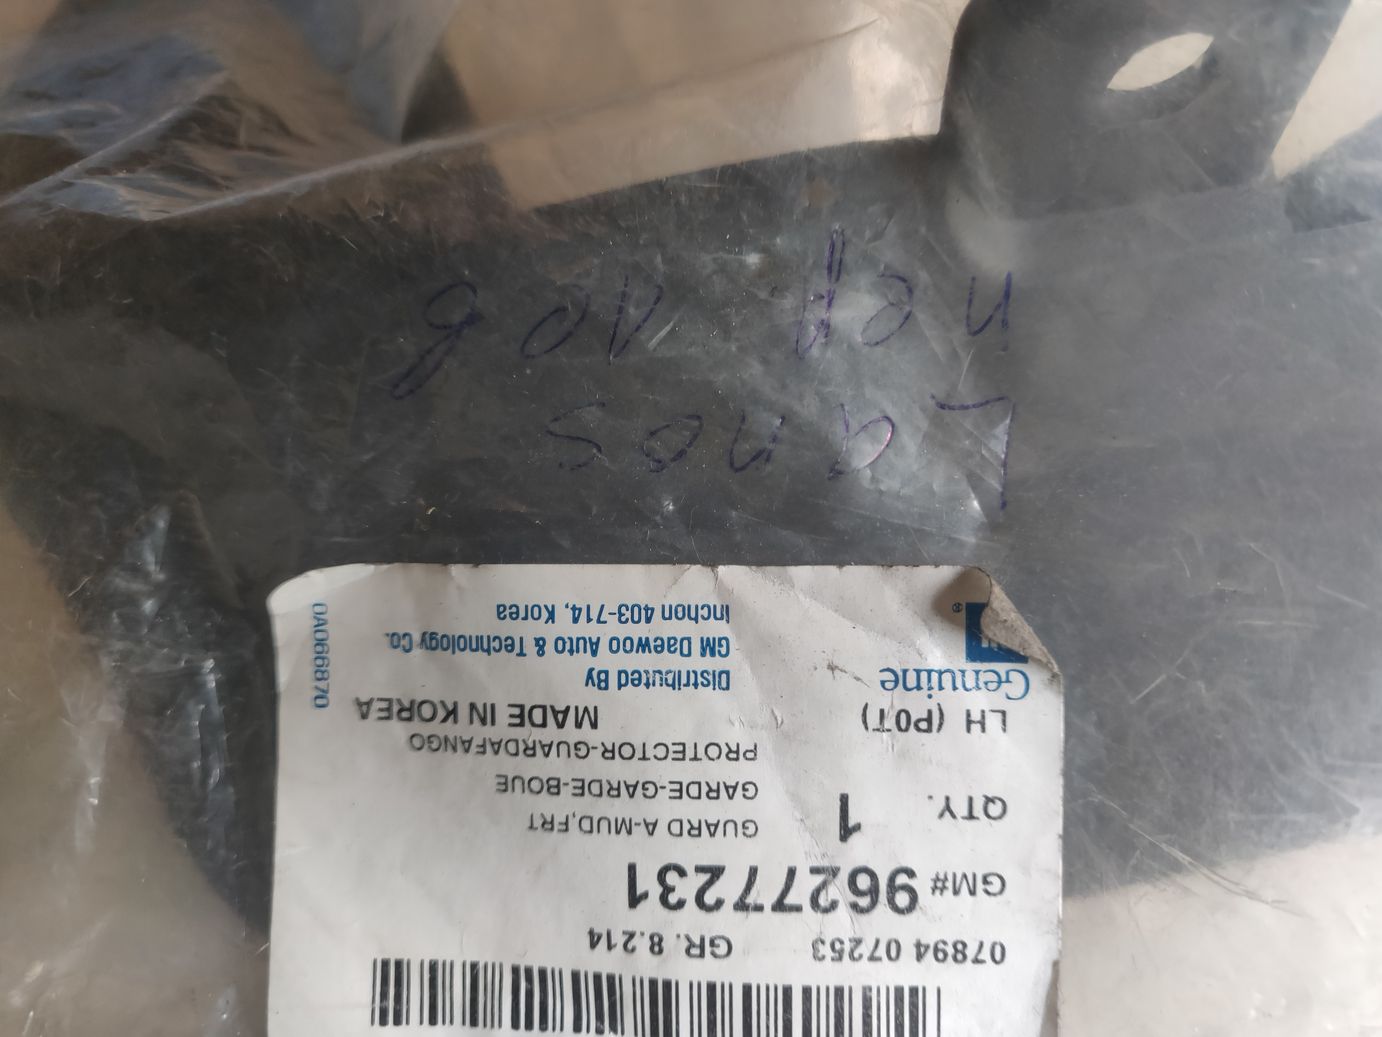 07894 07253 GR. 8.214
GM# 96277231
GUARD A-MUD,FRT
QTY. 1 GARDE-GARDE-BOUE
PROTECTOR-GUARDAFANGO
LH (P0T) MADE IN KOREA
Genuine
Distributed By
GM Daewoo Auto & Technology Co.
Inchon 403-714, Korea
®
0A066870
Lanos
пер лев